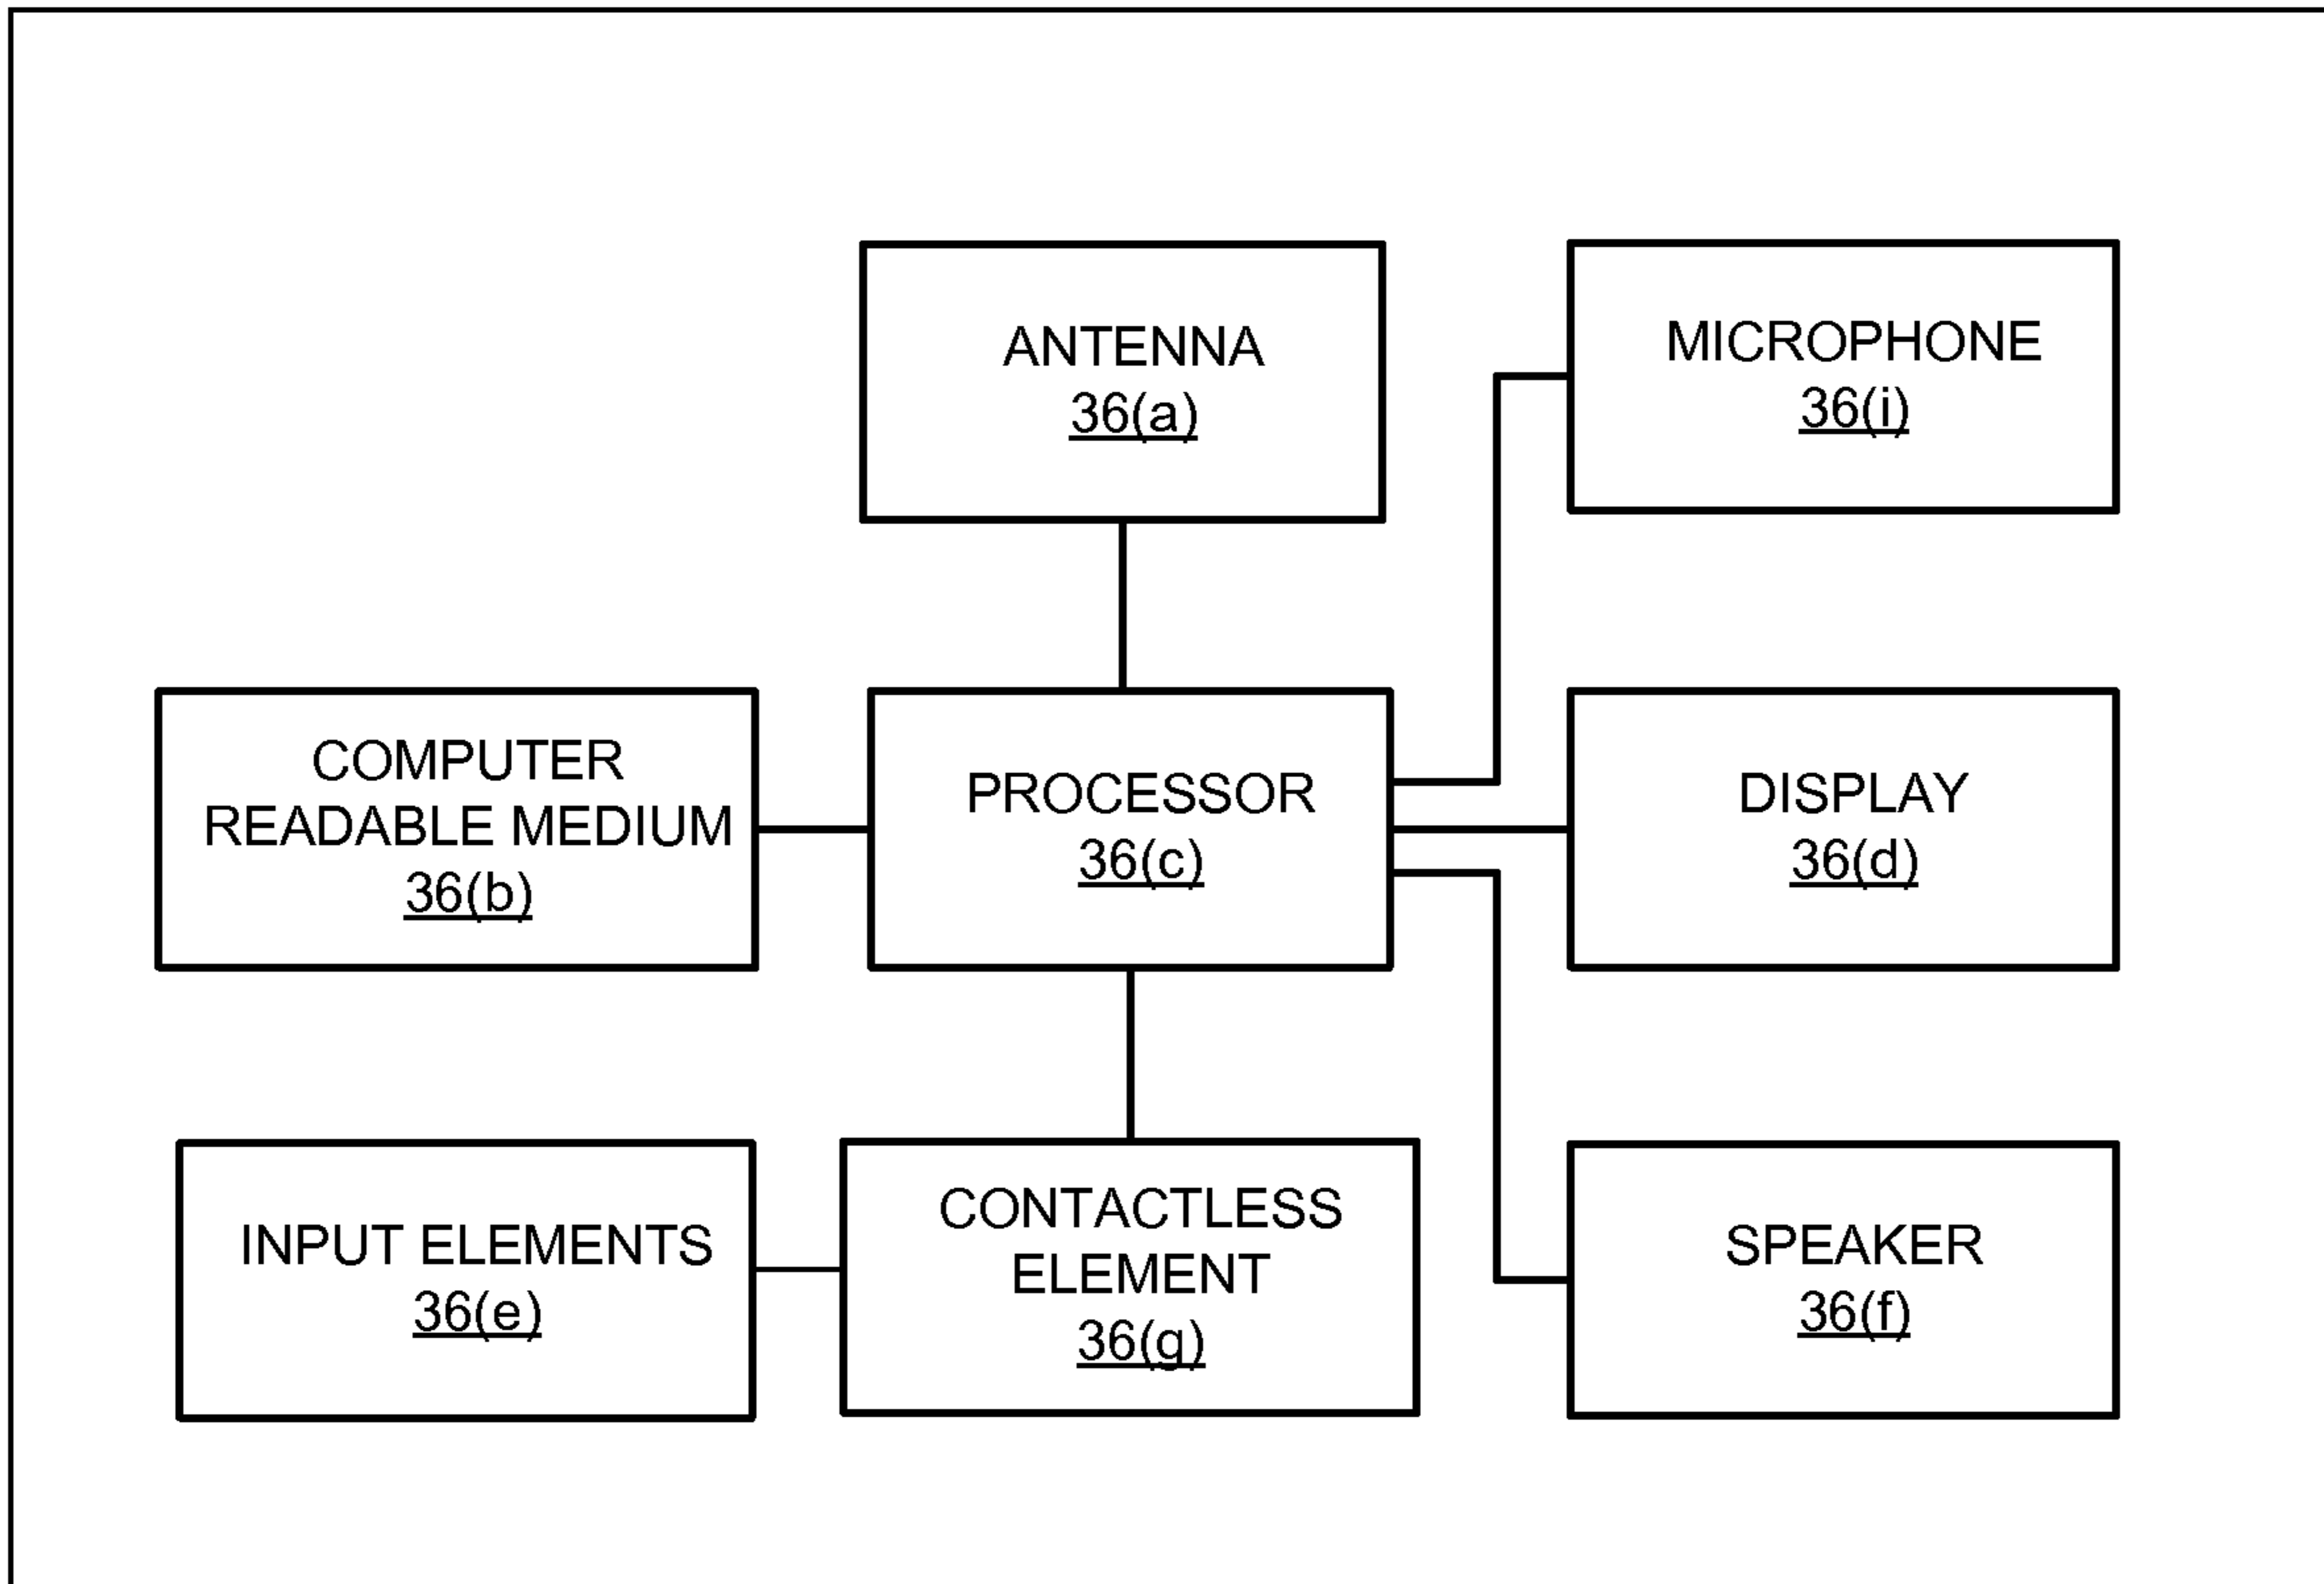 ANTENNA
36(a)
MICROPHONE
36(i)
COMPUTER
READABLE MEDIUM
36(b)
PROCESSOR
36(c)
DISPLAY
36(d)
INPUT ELEMENTS
36(e)
CONTACTLESS
ELEMENT
36(g)
SPEAKER
36(f)